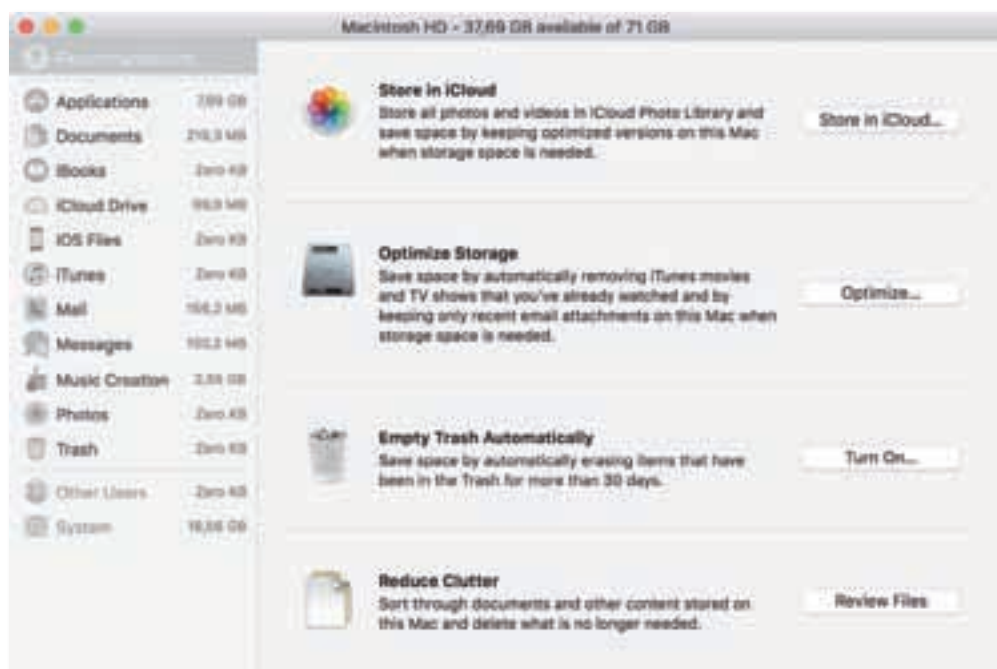 Macintosh HD - 37,69 GB available of 71 GB
Applications 7,69 GB
Documents
iBooks Zero KB
iCloud Drive
iOS Files Zero KB
iTunes Zero KB
Mail
Messages
Music Creation
Photos Zero KB
Trash Zero KB
Other Users Zero KB
System
Store in iCloud
Store all photos and videos in iCloud Photo Library and
save space by keeping optimized versions on this Mac
when storage space is needed.
Store in iCloud...
Optimize Storage
Save space by automatically removing iTunes movies
and TV shows that you've already watched and by
keeping only recent email attachments on this Mac when
storage space is needed.
Optimize...
Empty Trash Automatically
Save space by automatically erasing items that have
been in the Trash for more than 30 days.
Turn On...
Reduce Clutter
Sort through documents and other content stored on
this Mac and delete what is no longer needed.
Review Files